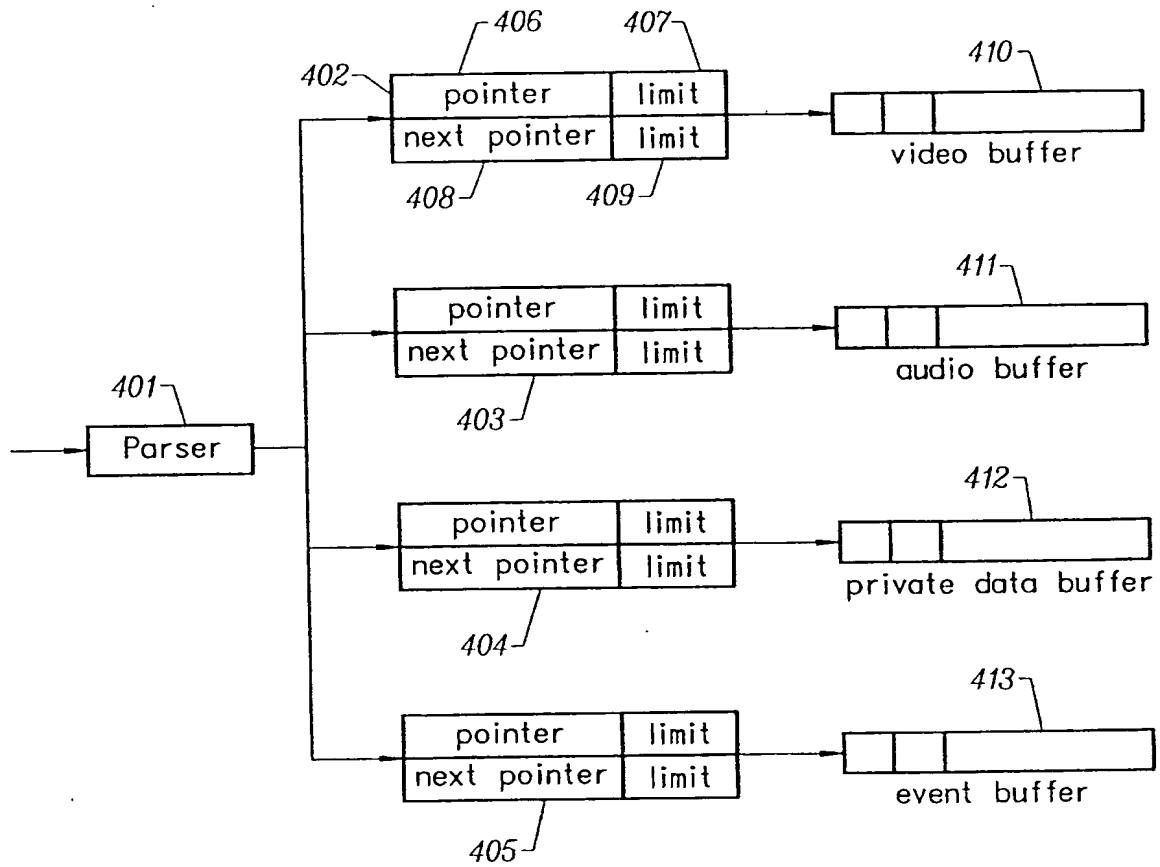 406
407
402
pointer limit
next pointer limit
408
409
410
video buffer
pointer limit
next pointer limit
403
411
audio buffer
401
Parser
pointer limit
next pointer limit
404
412
private data buffer
pointer limit
next pointer limit
405
413
event buffer